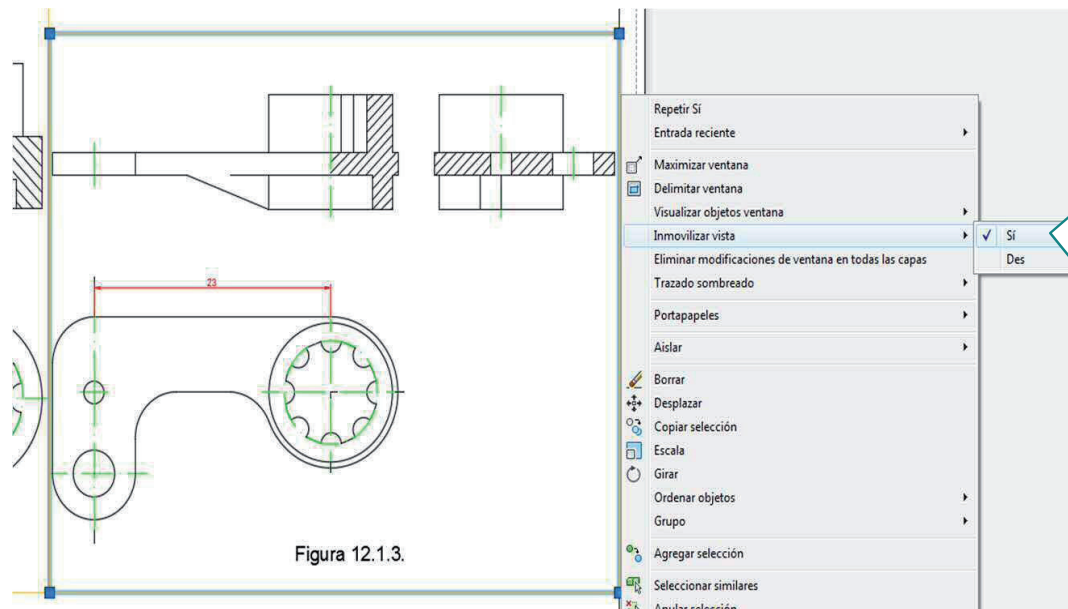 23
Figura 12.1.3.
Repetir Sí
Entrada reciente
Maximizar ventana
Delimitar ventana
Visualizar objetos ventana
Inmovilizar vista
Sí
Des
Eliminar modificaciones de ventana en todas las capas
Trazado sombreado
Portapapeles
Aislar
Borrar
Desplazar
Copiar selección
Escala
Girar
Ordenar objetos
Grupo
Agregar selección
Seleccionar similares
Anular selección